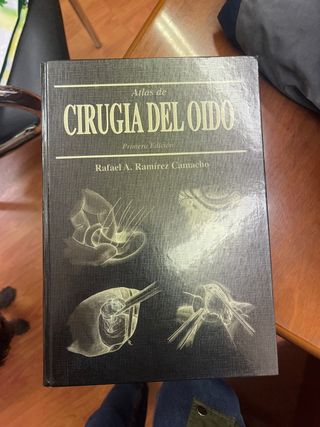 Atlas de
CIRUGIA DEL OIDO
Primera Edición
Rafael A. Ramírez Camacho